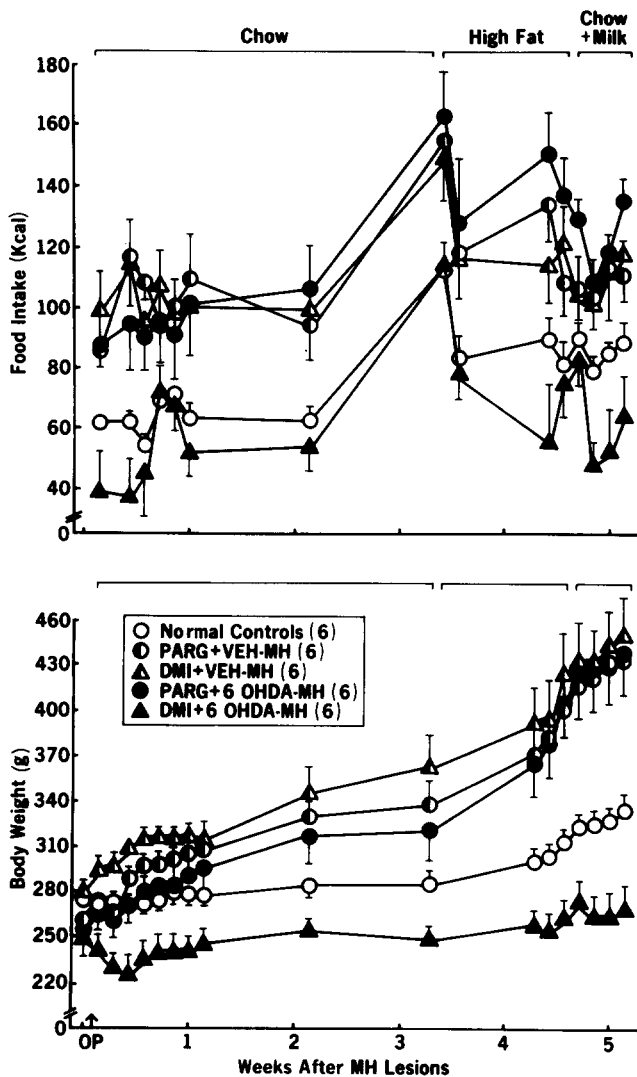 Chow
High Fat
Chow
+Milk
Food Intake (Kcal)
180
160
140
120
100
80
60
40
0
Body Weight (g)
460
430
400
370
340
310
280
250
220
0
Normal Controls (6)
PARG+VEH-MH (6)
DMI+VEH-MH (6)
PARG+6 OHDA-MH (6)
DMI+6 OHDA-MH (6)
OP
1
2
3
4
5
Weeks After MH Lesions